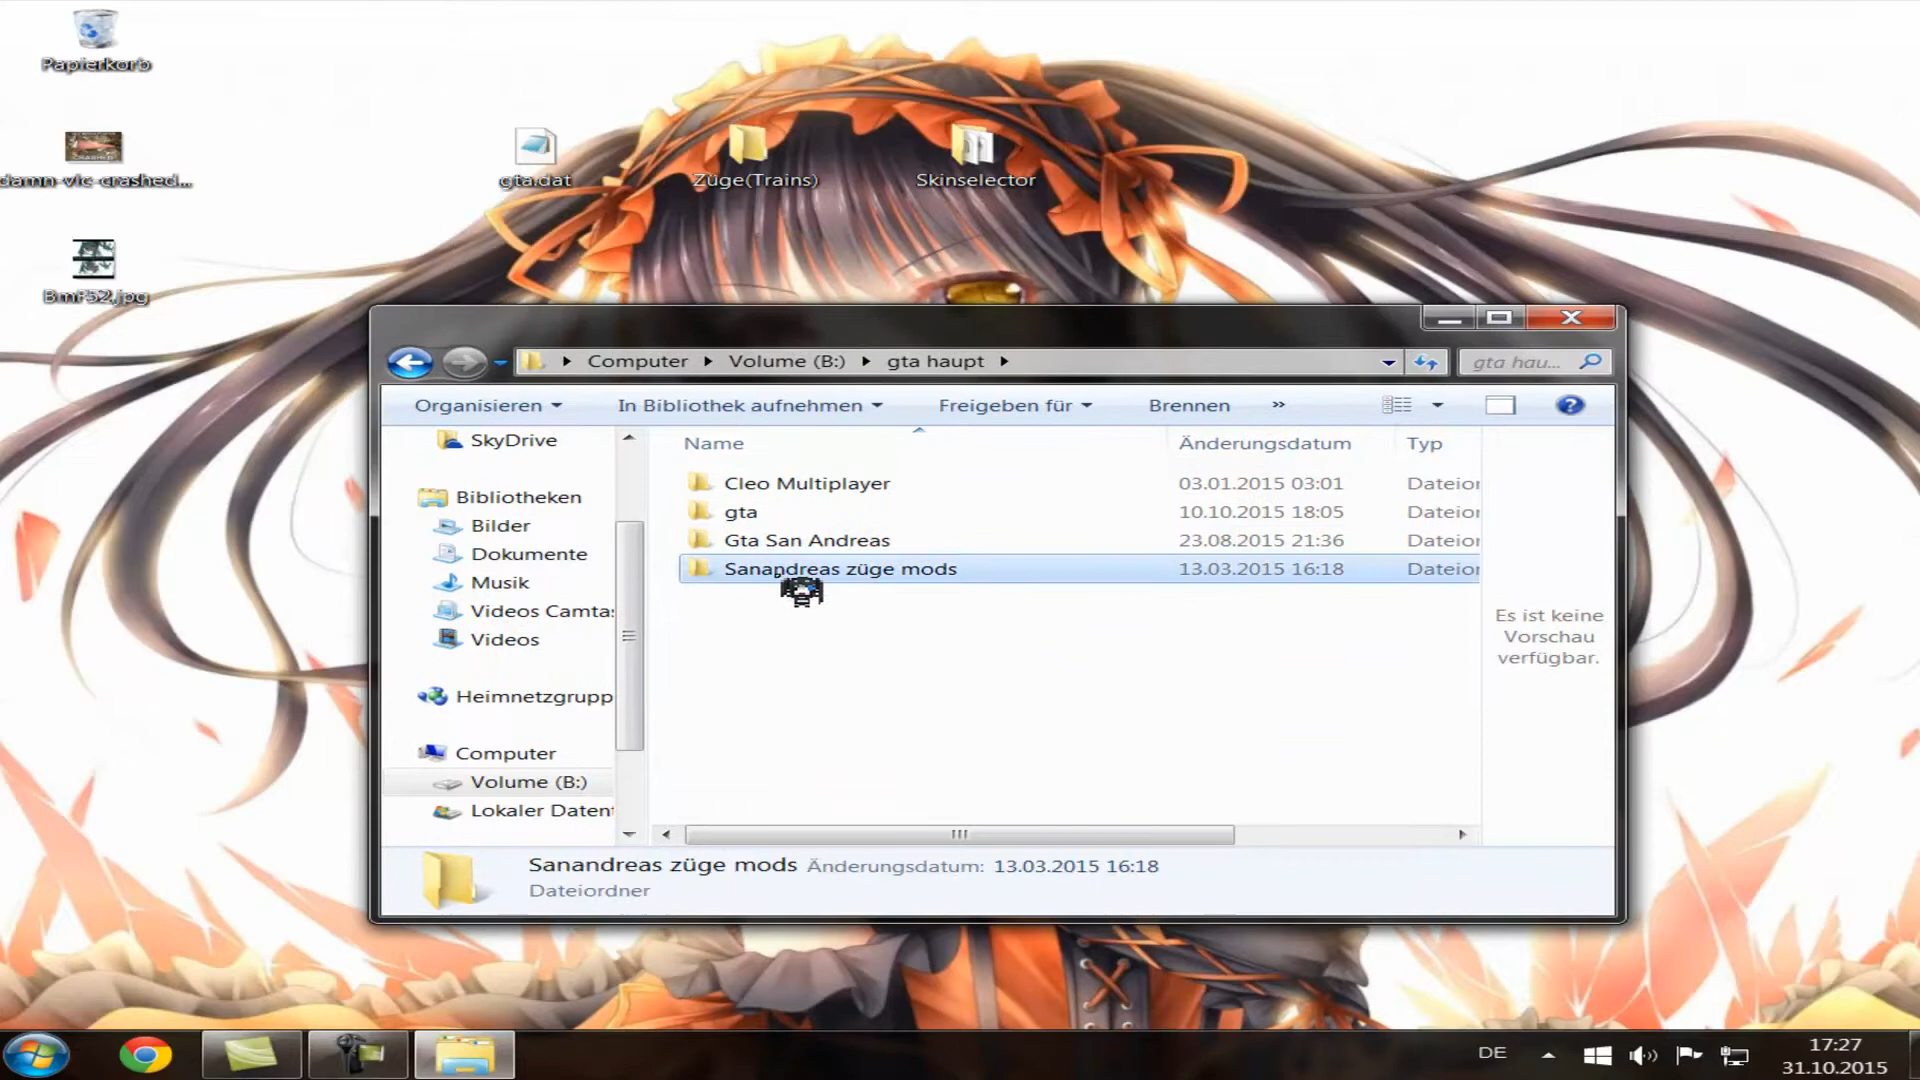 Papierkorb
damn-vic-crashed...
BmF52.jpg
gta.dat
Züge(Trains)
Skinselector
Computer
Volume (B:)
gta haupt
gta hau...
Organisieren
In Bibliothek aufnehmen
Freigeben für
Brennen
»
SkyDrive
Bibliotheken
Bilder
Dokumente
Musik
Videos Camta
Videos
Heimnetzgrupp
Computer
Volume (B:)
Lokaler Daten
Name
Änderungsdatum
Typ
Cleo Multiplayer
03.01.2015 03:01
Dateior
gta
10.10.2015 18:05
Dateior
Gta San Andreas
23.08.2015 21:36
Dateior
Sanandreas züge mods
13.03.2015 16:18
Dateior
Es ist keine
Vorschau
verfügbar.
Sanandreas züge mods
Änderungsdatum: 13.03.2015 16:18
Dateiordner
DE
17:27
31.10.2015